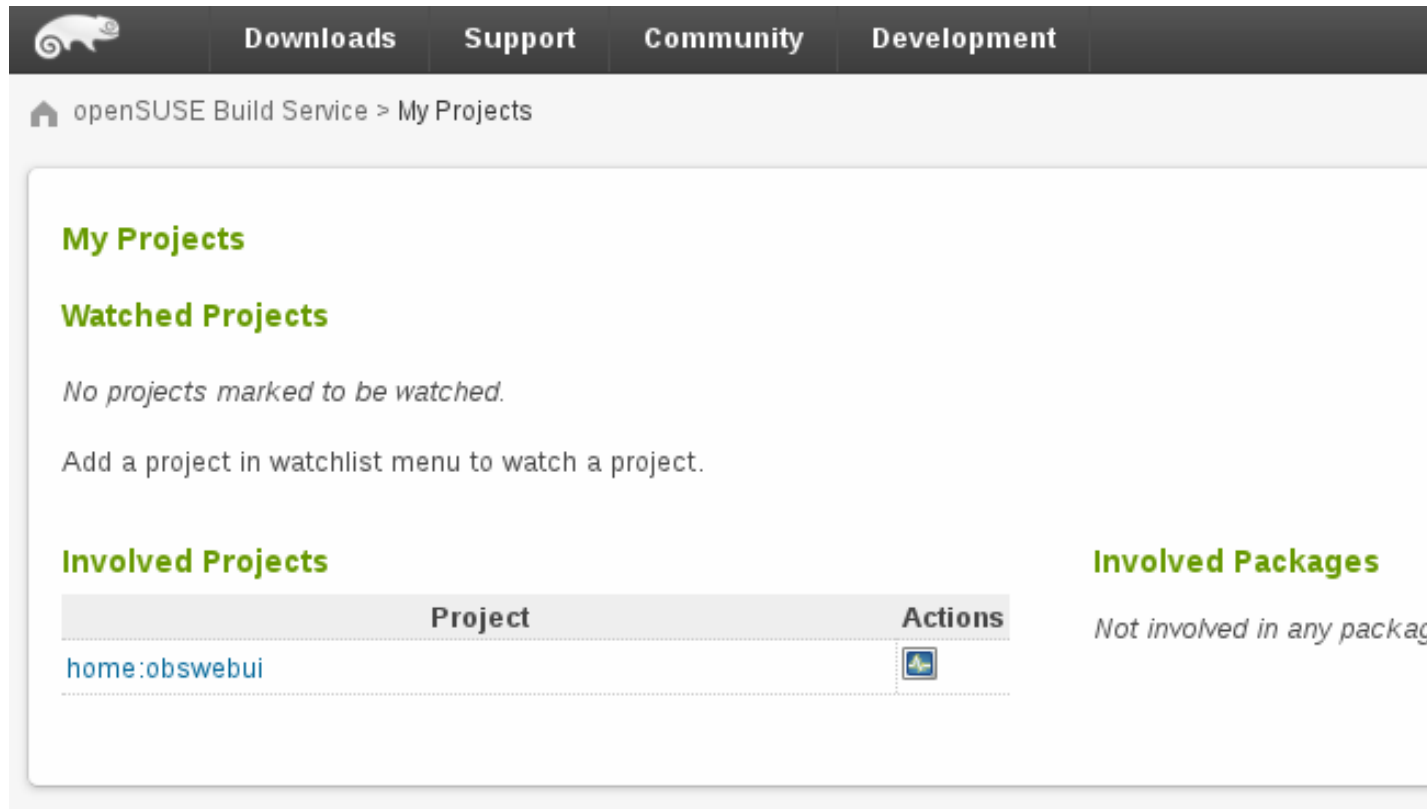 Downloads Support Community Development
openSUSE Build Service > My Projects
My Projects
Watched Projects
No projects marked to be watched.
Add a project in watchlist menu to watch a project.
Involved Projects
Project Actions
home:obswebui
Involved Packages
Not involved in any